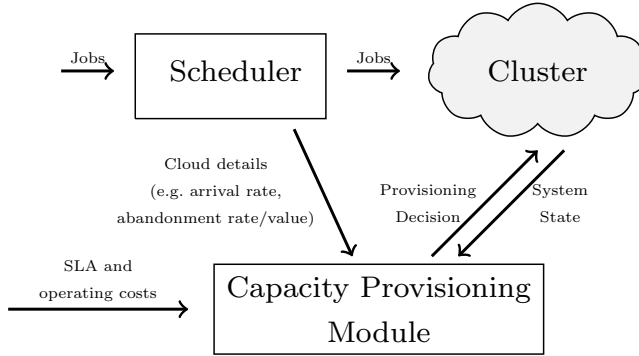 Jobs
Scheduler
Jobs
Cluster
Cloud details
(e.g. arrival rate,
abandonment rate/value)
Provisioning
Decision
System
State
SLA and
operating costs
Capacity Provisioning
Module